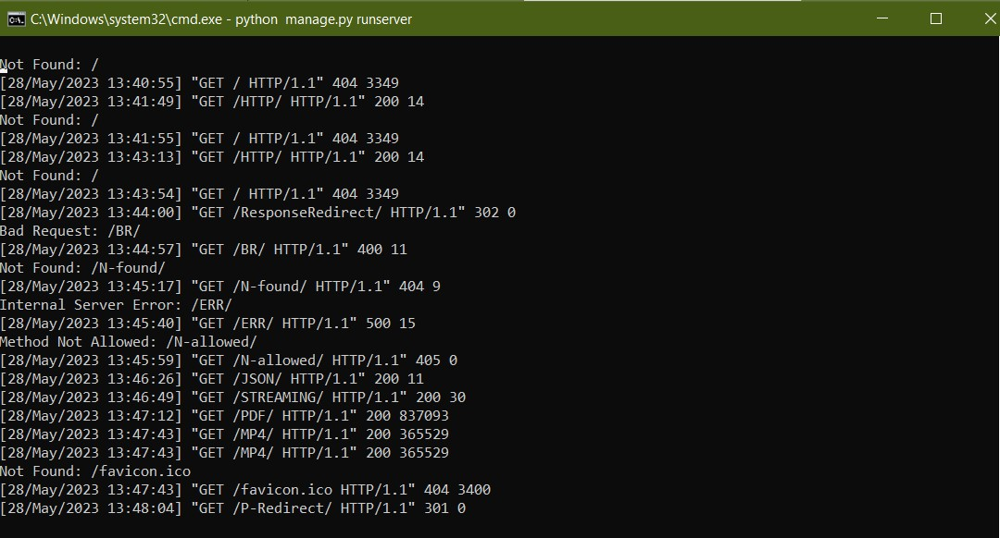 C:\Windows\system32\cmd.exe - python  manage.py runserver
Not Found: /
[28/May/2023 13:40:55] "GET / HTTP/1.1" 404 3349
[28/May/2023 13:41:49] "GET /HTTP/ HTTP/1.1" 200 14
Not Found: /
[28/May/2023 13:41:55] "GET / HTTP/1.1" 404 3349
[28/May/2023 13:43:13] "GET /HTTP/ HTTP/1.1" 200 14
Not Found: /
[28/May/2023 13:43:54] "GET / HTTP/1.1" 404 3349
[28/May/2023 13:44:00] "GET /ResponseRedirect/ HTTP/1.1" 302 0
Bad Request: /BR/
[28/May/2023 13:44:57] "GET /BR/ HTTP/1.1" 400 11
Not Found: /N-found/
[28/May/2023 13:45:17] "GET /N-found/ HTTP/1.1" 404 9
Internal Server Error: /ERR/
[28/May/2023 13:45:40] "GET /ERR/ HTTP/1.1" 500 15
Method Not Allowed: /N-allowed/
[28/May/2023 13:45:59] "GET /N-allowed/ HTTP/1.1" 405 0
[28/May/2023 13:46:26] "GET /JSON/ HTTP/1.1" 200 11
[28/May/2023 13:46:49] "GET /STREAMING/ HTTP/1.1" 200 30
[28/May/2023 13:47:12] "GET /PDF/ HTTP/1.1" 200 837093
[28/May/2023 13:47:43] "GET /MP4/ HTTP/1.1" 200 365529
[28/May/2023 13:47:43] "GET /MP4/ HTTP/1.1" 200 365529
Not Found: /favicon.ico
[28/May/2023 13:47:43] "GET /favicon.ico HTTP/1.1" 404 3400
[28/May/2023 13:48:04] "GET /P-Redirect/ HTTP/1.1" 301 0